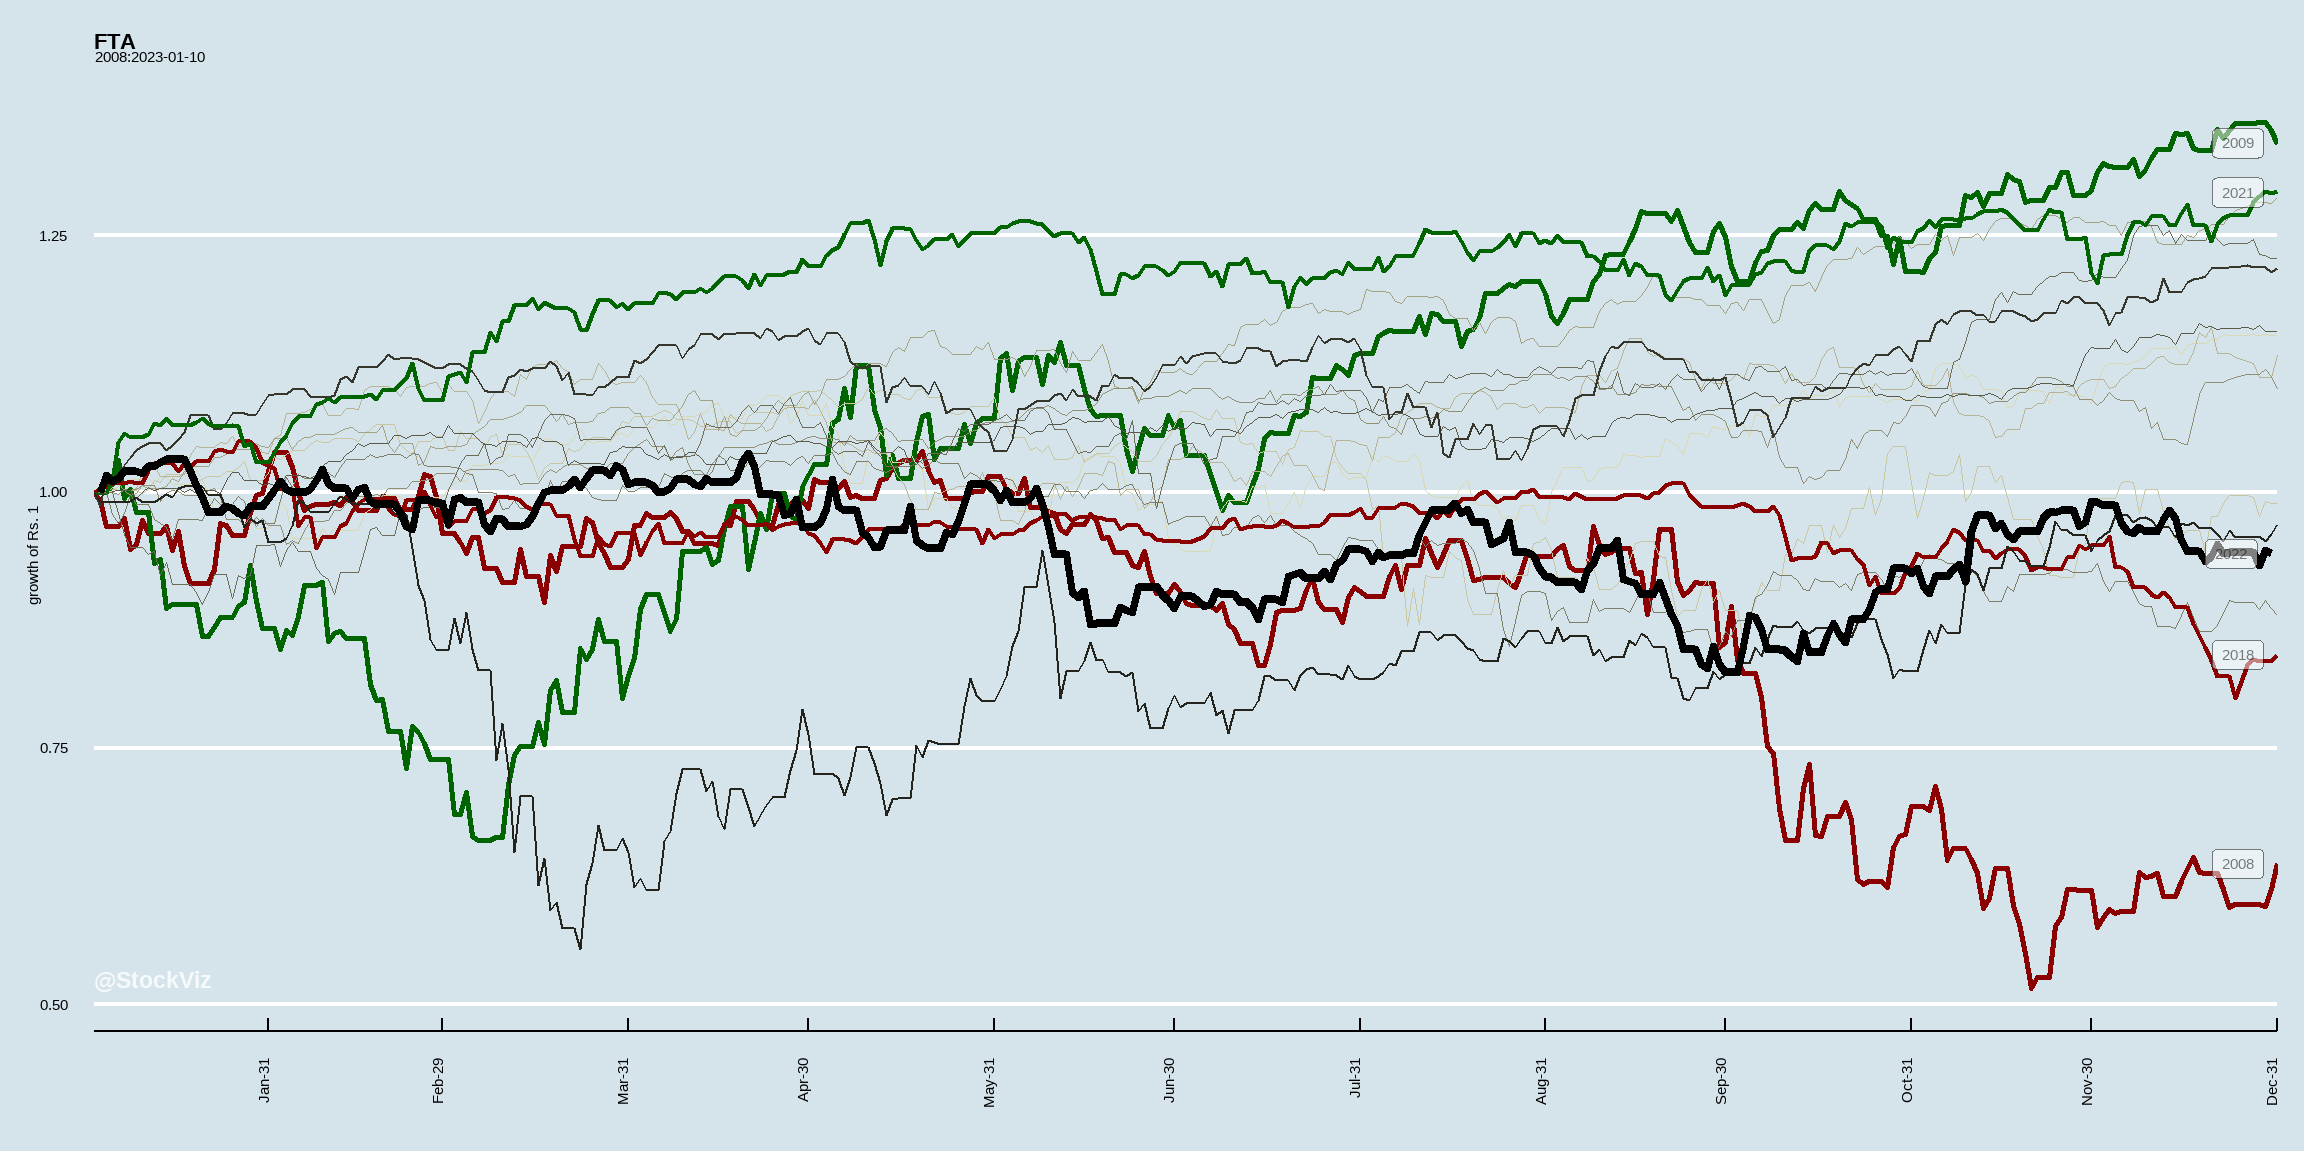 FTA
2008:2023-01-10
2009
2021
1.25
1.00
growth of Rs. 1
2022
2018
0.75
2008
@StockViz
0.50
Jan-31
Feb-29
Mar-31
Apr-30
May-31
Jun-30
Jul-31
Aug-31
Sep-30
Oct-31
Nov-30
Dec-31